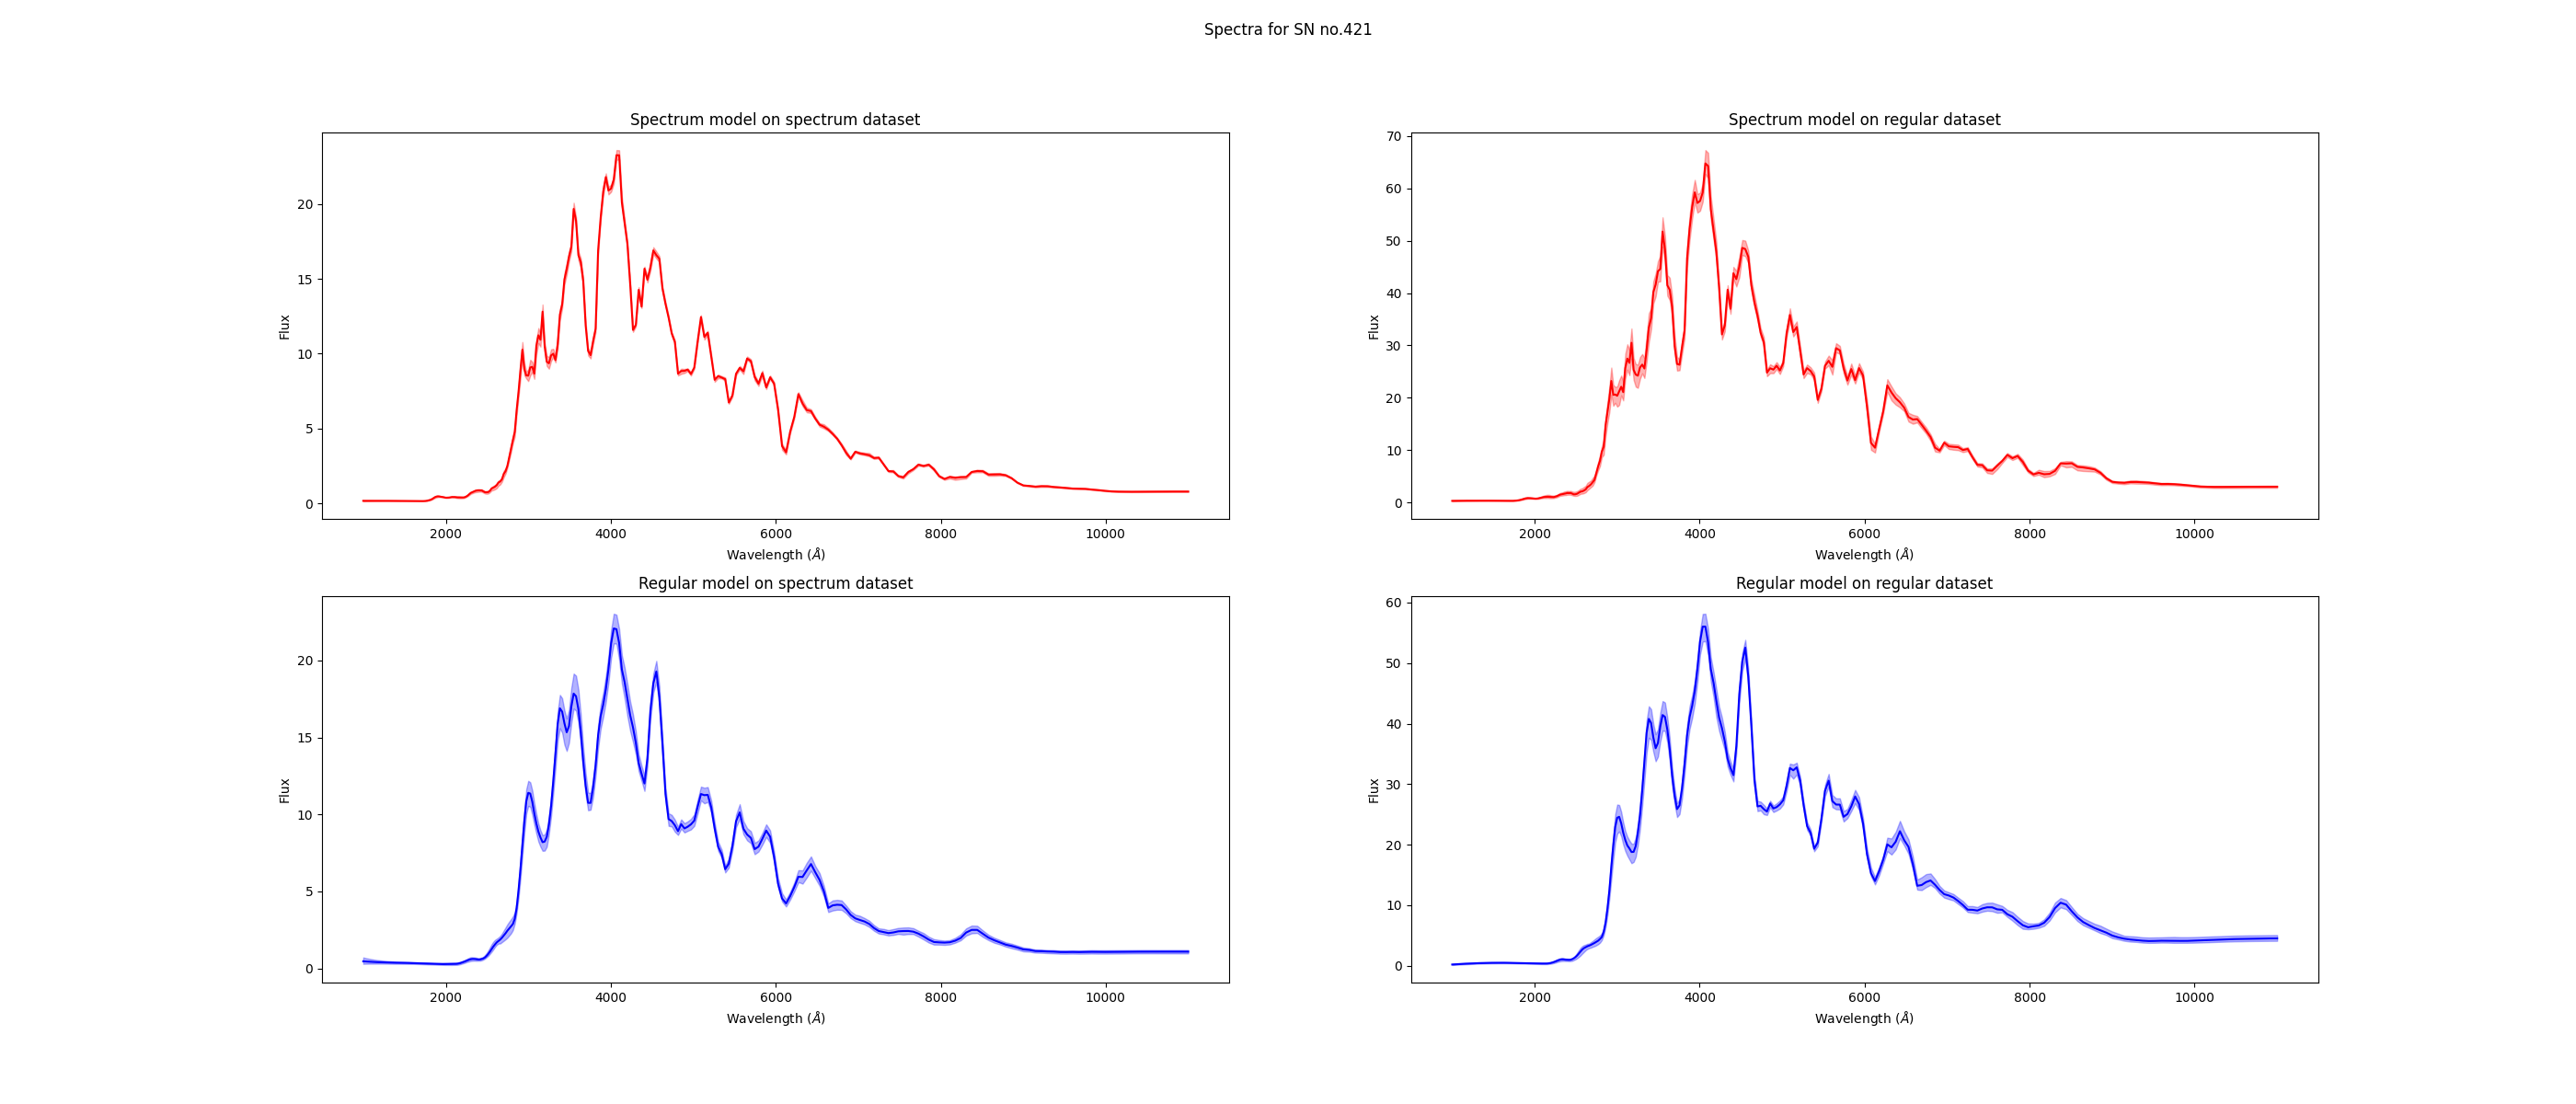 Spectra for SN no.421
Spectrum model on spectrum dataset
Flux
20
15
10
5
0
2000 4000 6000 8000 10000
Wavelength (Å)
Spectrum model on regular dataset
Flux
70
60
50
40
30
20
10
0
2000 4000 6000 8000 10000
Wavelength (Å)
Regular model on spectrum dataset
Flux
20
15
10
5
0
2000 4000 6000 8000 10000
Wavelength (Å)
Regular model on regular dataset
Flux
60
50
40
30
20
10
0
2000 4000 6000 8000 10000
Wavelength (Å)